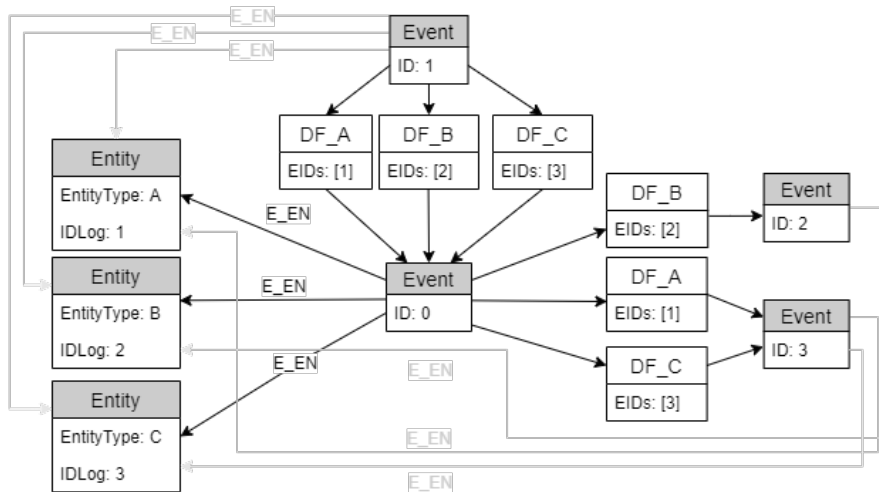 E_EN
E_EN
E_EN
Event
ID: 1
DF_A
EIDs: [1]
DF_B
EIDs: [2]
DF_C
EIDs: [3]
Entity
EntityType: A
IDLog: 1
E_EN
DF_B
EIDs: [2]
Event
ID: 2
Entity
EntityType: B
IDLog: 2
E_EN
Event
ID: 0
DF_A
EIDs: [1]
Event
ID: 3
E_EN
DF_C
EIDs: [3]
E_EN
Entity
EntityType: C
IDLog: 3
E_EN
E_EN